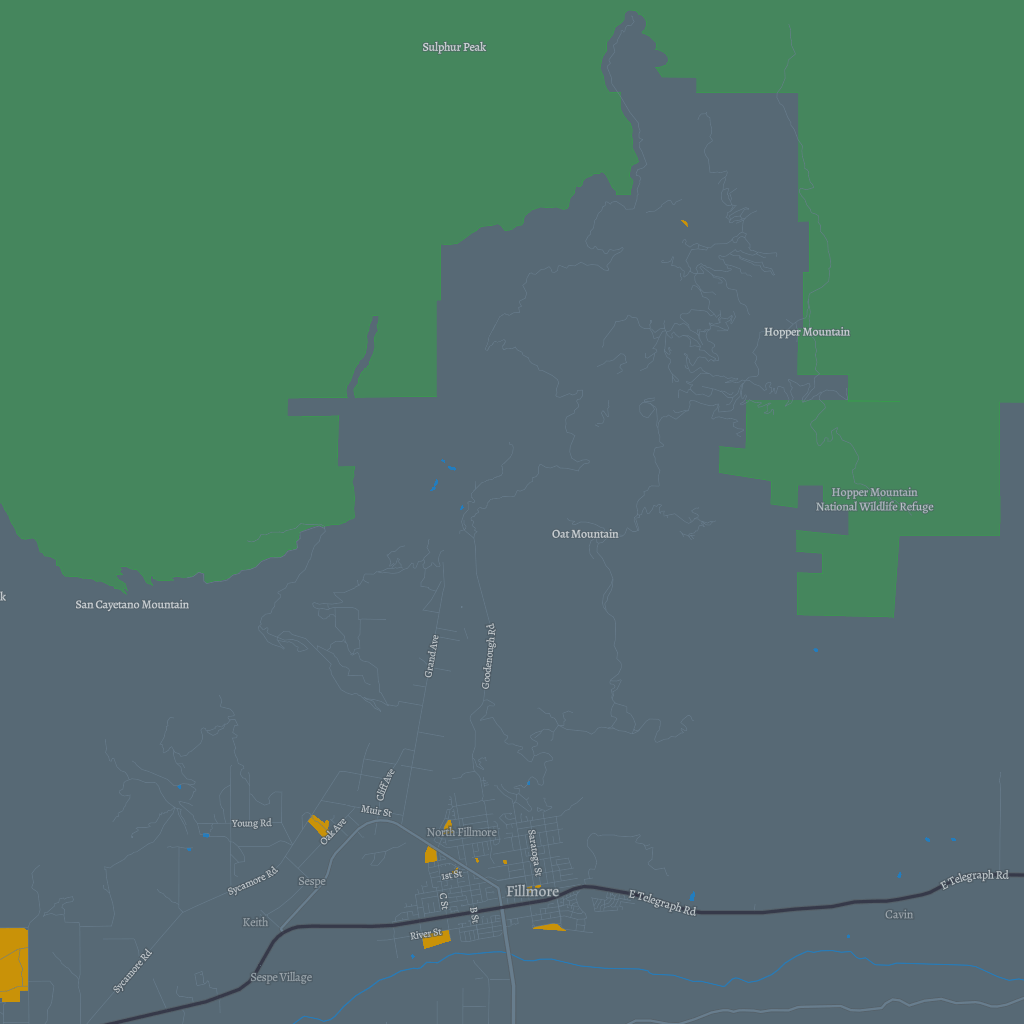 Sulphur Peak
Hopper Mountain
Hopper Mountain
National Wildlife Refuge
Oat Mountain
k
San Cayetano Mountain
Grand Ave
Goodenough Rd
Cliff Ave
Muir St
Young Rd
Oak Ave
North Fillmore
Saratoga St
1st St
Sycamore Rd
Sespe
Fillmore
E Telegraph Rd
E Telegraph Rd
C St
B St
Cavin
Keith
River St
Sycamore Rd
Sespe Village